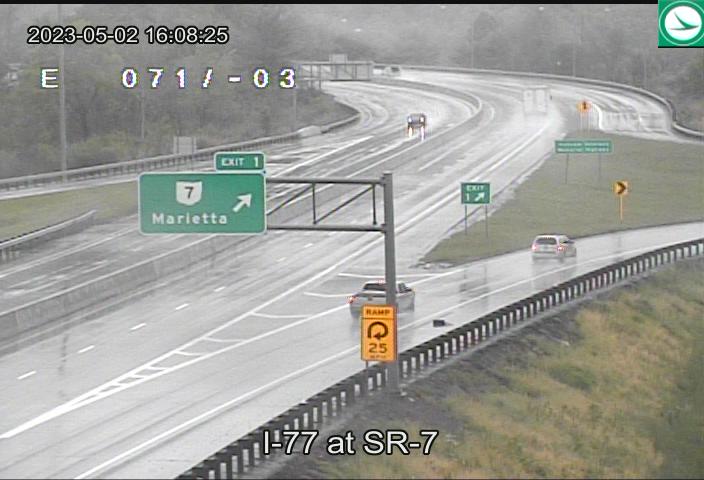 2023-05-02 16:08:25
E 071/-03
EXIT 1
7
Marietta
EXIT
1
RAMP
25
MPH
I-77 at SR-7